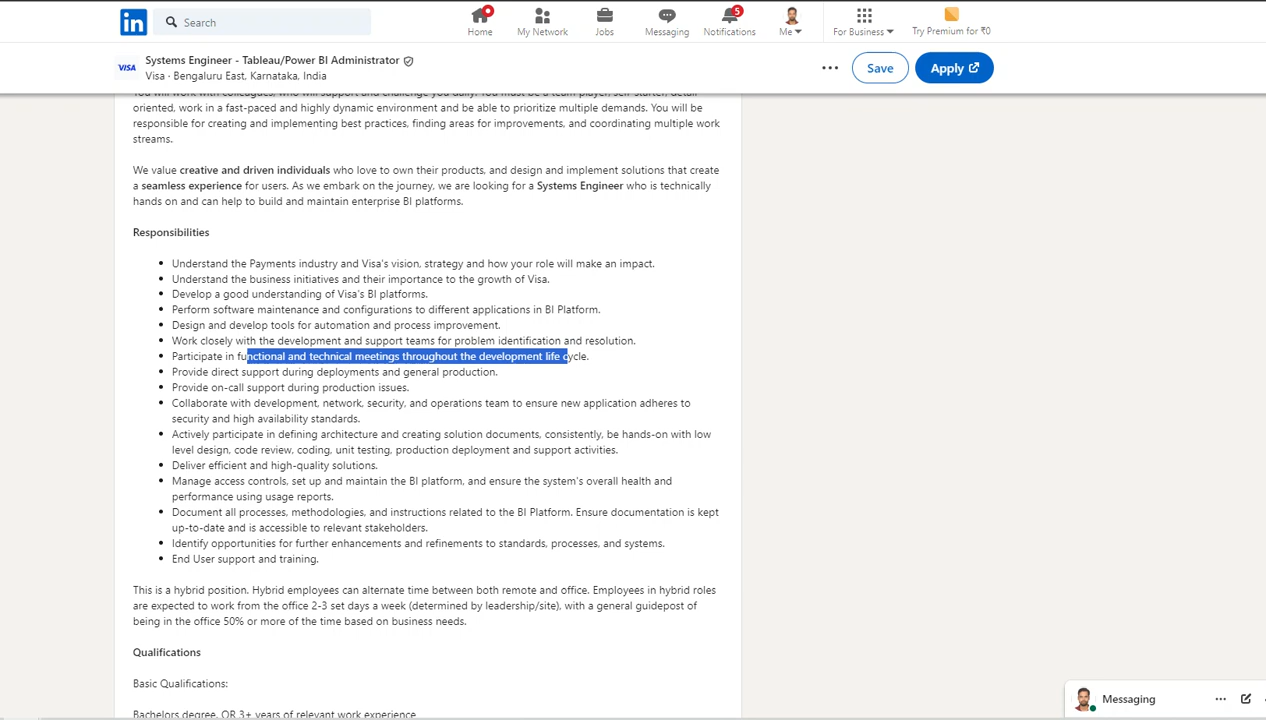 in
Search
Home
My Network
Jobs
Messaging
5
Notifications
Me
For Business
Try Premium for ₹0
VISA
Systems Engineer - Tableau/Power BI Administrator
Visa · Bengaluru East, Karnataka, India
Save
Apply
You will work with colleagues, who will support and challenge you daily. You must be a team player, self-starter, detail
oriented, work in a fast-paced and highly dynamic environment and be able to prioritize multiple demands. You will be
responsible for creating and implementing best practices, finding areas for improvements, and coordinating multiple work
streams.
We value creative and driven individuals who love to own their products, and design and implement solutions that create
a seamless experience for users. As we embark on the journey, we are looking for a Systems Engineer who is technically
hands on and can help to build and maintain enterprise BI platforms.
Responsibilities
• Understand the Payments industry and Visa's vision, strategy and how your role will make an impact.
• Understand the business initiatives and their importance to the growth of Visa.
• Develop a good understanding of Visa's BI platforms.
• Perform software maintenance and configurations to different applications in BI Platform.
• Design and develop tools for automation and process improvement.
• Work closely with the development and support teams for problem identification and resolution.
• Participate in functional and technical meetings throughout the development life cycle.
• Provide direct support during deployments and general production.
• Provide on-call support during production issues.
• Collaborate with development, network, security, and operations team to ensure new application adheres to
security and high availability standards.
• Actively participate in defining architecture and creating solution documents, consistently, be hands-on with low
level design, code review, coding, unit testing, production deployment and support activities.
• Deliver efficient and high-quality solutions.
• Manage access controls, set up and maintain the BI platform, and ensure the system's overall health and
performance using usage reports.
• Document all processes, methodologies, and instructions related to the BI Platform. Ensure documentation is kept
up-to-date and is accessible to relevant stakeholders.
• Identify opportunities for further enhancements and refinements to standards, processes, and systems.
• End User support and training.
This is a hybrid position. Hybrid employees can alternate time between both remote and office. Employees in hybrid roles
are expected to work from the office 2-3 set days a week (determined by leadership/site), with a general guidepost of
being in the office 50% or more of the time based on business needs.
Qualifications
Basic Qualifications:
Bachelors degree, OR 3+ years of relevant work experience
Messaging